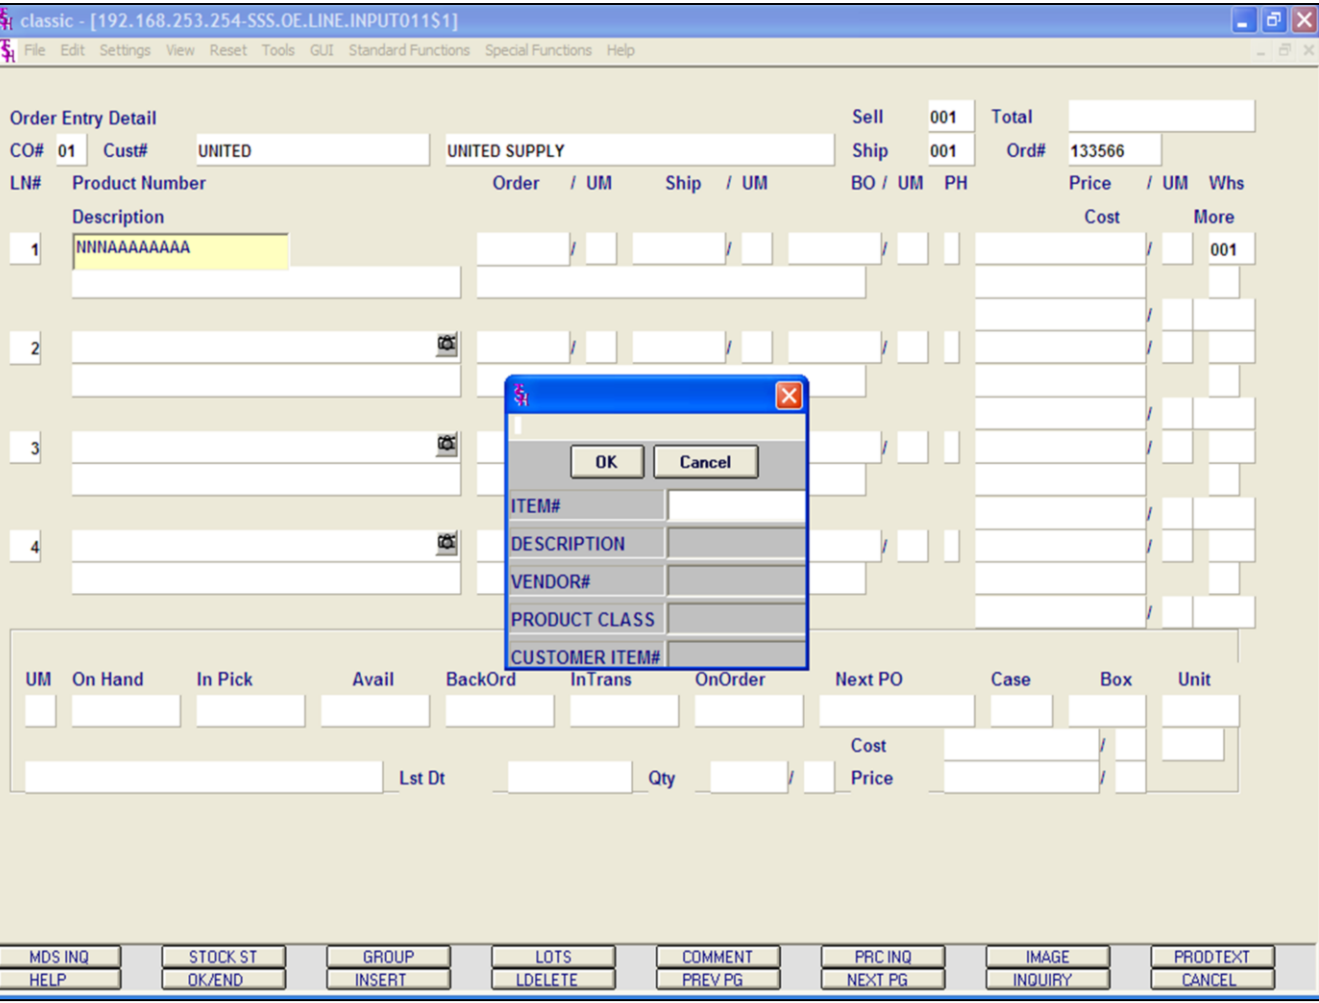 classic - [192.168.253.254-SSS.OE.LINE.INPUT011$1]
File Edit Settings View Reset Tools GUI Standard Functions Special Functions Help
Order Entry Detail Sell 001 Total
CO# 01 Cust# UNITED UNITED SUPPLY Ship 001 Ord# 133566
LN# Product Number Order / UM Ship / UM BO / UM PH Price / UM Whs
Description Cost More
1 NNNAAAAAAAA / / / / 001
/
2 / / / /
/
3 / /
/
4 / /
/
OK Cancel
ITEM#
DESCRIPTION
VENDOR#
PRODUCT CLASS
CUSTOMER ITEM#
UM On Hand In Pick Avail BackOrd InTrans OnOrder Next PO Case Box Unit
Cost /
Lst Dt Qty / Price /
MDS INQ STOCK ST GROUP LOTS COMMENT PRC INQ IMAGE PRODTEXT
HELP OK/END INSERT LDELETE PREV PG NEXT PG INQUIRY CANCEL